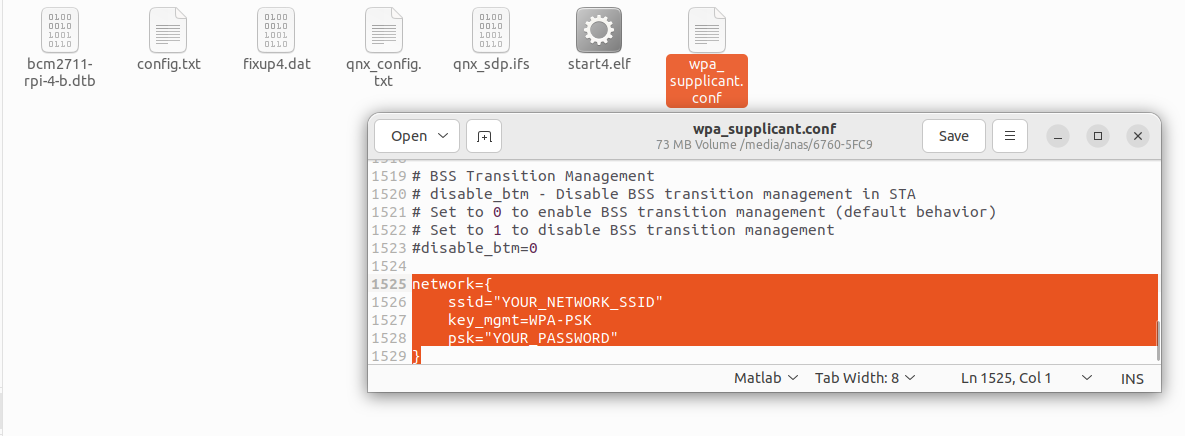 0100
0010
1001
0110
0100
0010
1001
0110
0100
0010
1001
0110
bcm2711-
rpi-4-b.dtb
config.txt
fixup4.dat
qnx_config.
txt
qnx_sdp.ifs
start4.elf
wpa_
supplicant.
conf
Open
wpa_supplicant.conf
73 MB Volume /media/anas/6760-5FC9
Save
1519 # BSS Transition Management
1520 # disable_btm - Disable BSS transition management in STA
1521 # Set to 0 to enable BSS transition management (default behavior)
1522 # Set to 1 to disable BSS transition management
1523 #disable_btm=0
1524
1525 network={
1526     ssid="YOUR_NETWORK_SSID"
1527     key_mgmt=WPA-PSK
1528     psk="YOUR_PASSWORD"
1529 }
Matlab
Tab Width: 8
Ln 1525, Col 1
INS